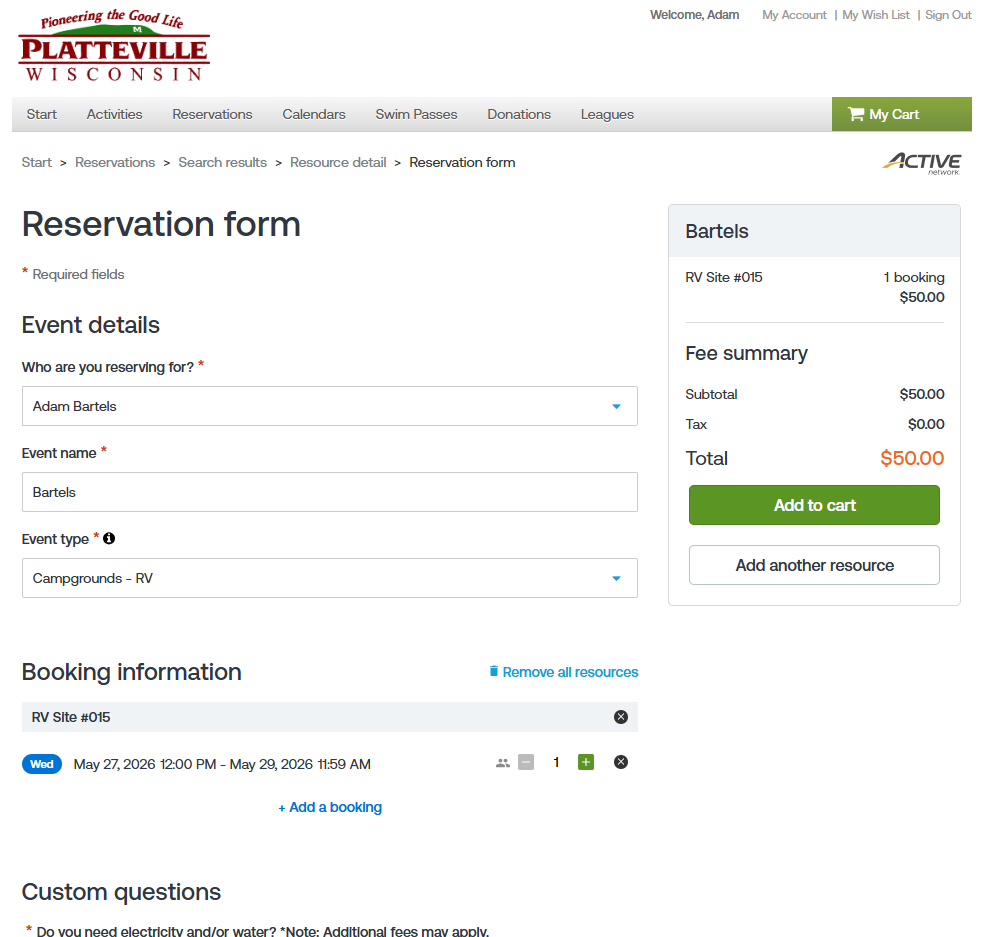 Pioneering the Good Life
M
PLATTEVILLE
WISCONSIN
Welcome, Adam My Account | My Wish List | Sign Out
Start Activities Reservations Calendars Swim Passes Donations Leagues My Cart
Start > Reservations > Search results > Resource detail > Reservation form
ACTIVE
network.
Reservation form
* Required fields
Event details
Who are you reserving for? *
Adam Bartels
Event name *
Bartels
Event type *
Campgrounds - RV
Bartels
RV Site #015 1 booking
$50.00
Fee summary
Subtotal $50.00
Tax $0.00
Total $50.00
Add to cart
Add another resource
Booking information Remove all resources
RV Site #015
Wed May 27, 2026 12:00 PM - May 29, 2026 11:59 AM 1
+ Add a booking
Custom questions
* Do you need electricity and/or water? *Note: Additional fees may apply.